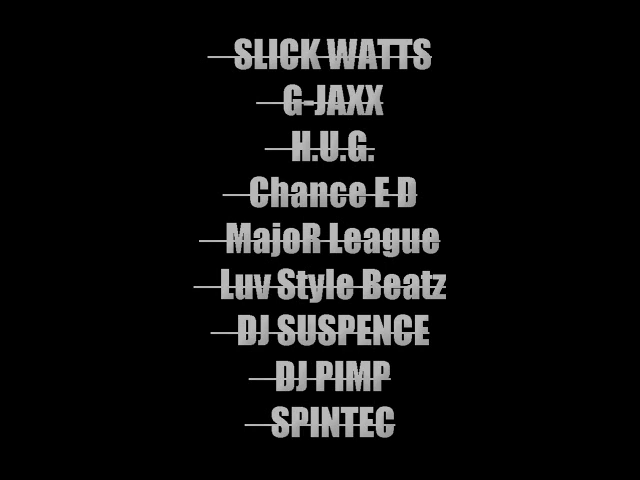 SLICK WATTS
G-JAXX
H.U.G.
Chance E D
MajoR League
Luv Style Beatz
DJ SUSPENCE
DJ PIMP
SPINTEC